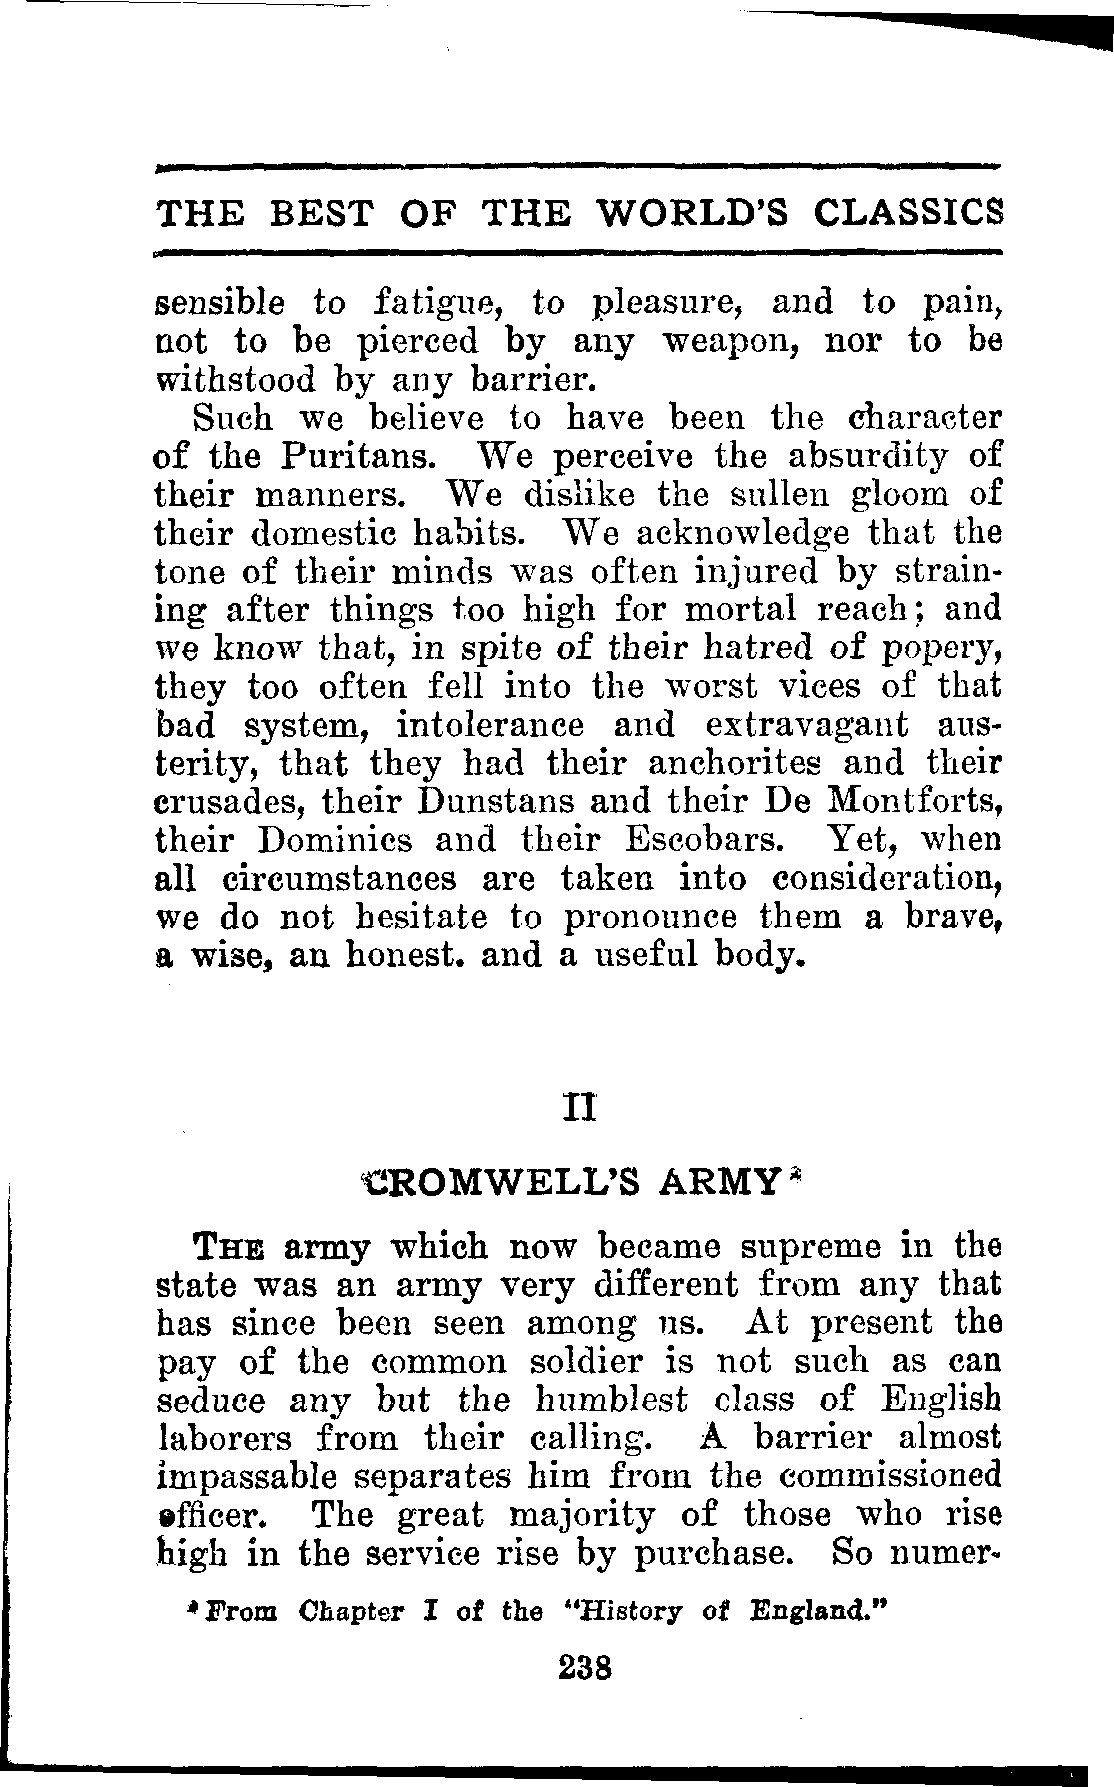 THE BEST OF THE WORLD'S CLASSICS
sensible to fatigue, to pleasure, and to pain,
not to be pierced by any weapon, nor to be
withstood by any barrier.
Such we believe to have been the character
of the Puritans. We perceive the absurdity of
their manners. We dislike the sullen gloom of
their domestic habits. We acknowledge that the
tone of their minds was often injured by strain-
ing after things too high for mortal reach; and
we know that, in spite of their hatred of popery,
they too often fell into the worst vices of that
bad system, intolerance and extravagant aus-
terity, that they had their anchorites and their
crusades, their Dunstans and their De Montforts,
their Dominics and their Escobars. Yet, when
all circumstances are taken into consideration,
we do not hesitate to pronounce them a brave,
a wise, an honest. and a useful body.
II
CROMWELL'S ARMY*
THE army which now became supreme in the
state was an army very different from any that
has since been seen among us. At present the
pay of the common soldier is not such as can
seduce any but the humblest class of English
laborers from their calling. A barrier almost
impassable separates him from the commissioned
officer. The great majority of those who rise
high in the service rise by purchase. So numer-
*From Chapter I of the "History of England."
238